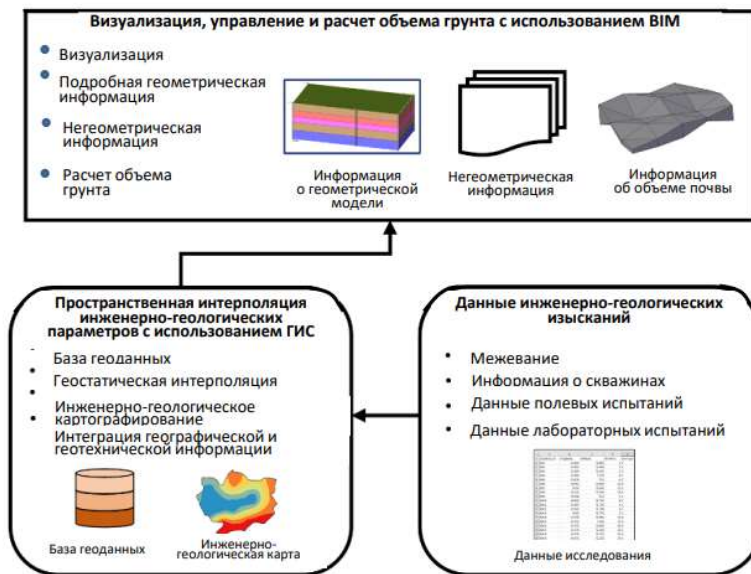 Визуализация, управление и расчет объема грунта с использованием BIM
Визуализация
Подробная геометрическая
информация
Негеометрическая
информация
Расчет объема
грунта
Информация
о геометрической
модели
Негеометрическая
информация
Информация
об объеме почвы
Пространственная интерполяция
инженерно-геологических
параметров с использованием ГИС
База геоданных
Геостатическая интерполяция
Инженерно-геологическое
картографирование
Интеграция географической и
геотехнической информации
База геоданных
Инженерно-
геологическая карта
Данные инженерно-геологических
изысканий
Межевание
Информация о скважинах
Данные полевых испытаний
Данные лабораторных испытаний
Данные исследования